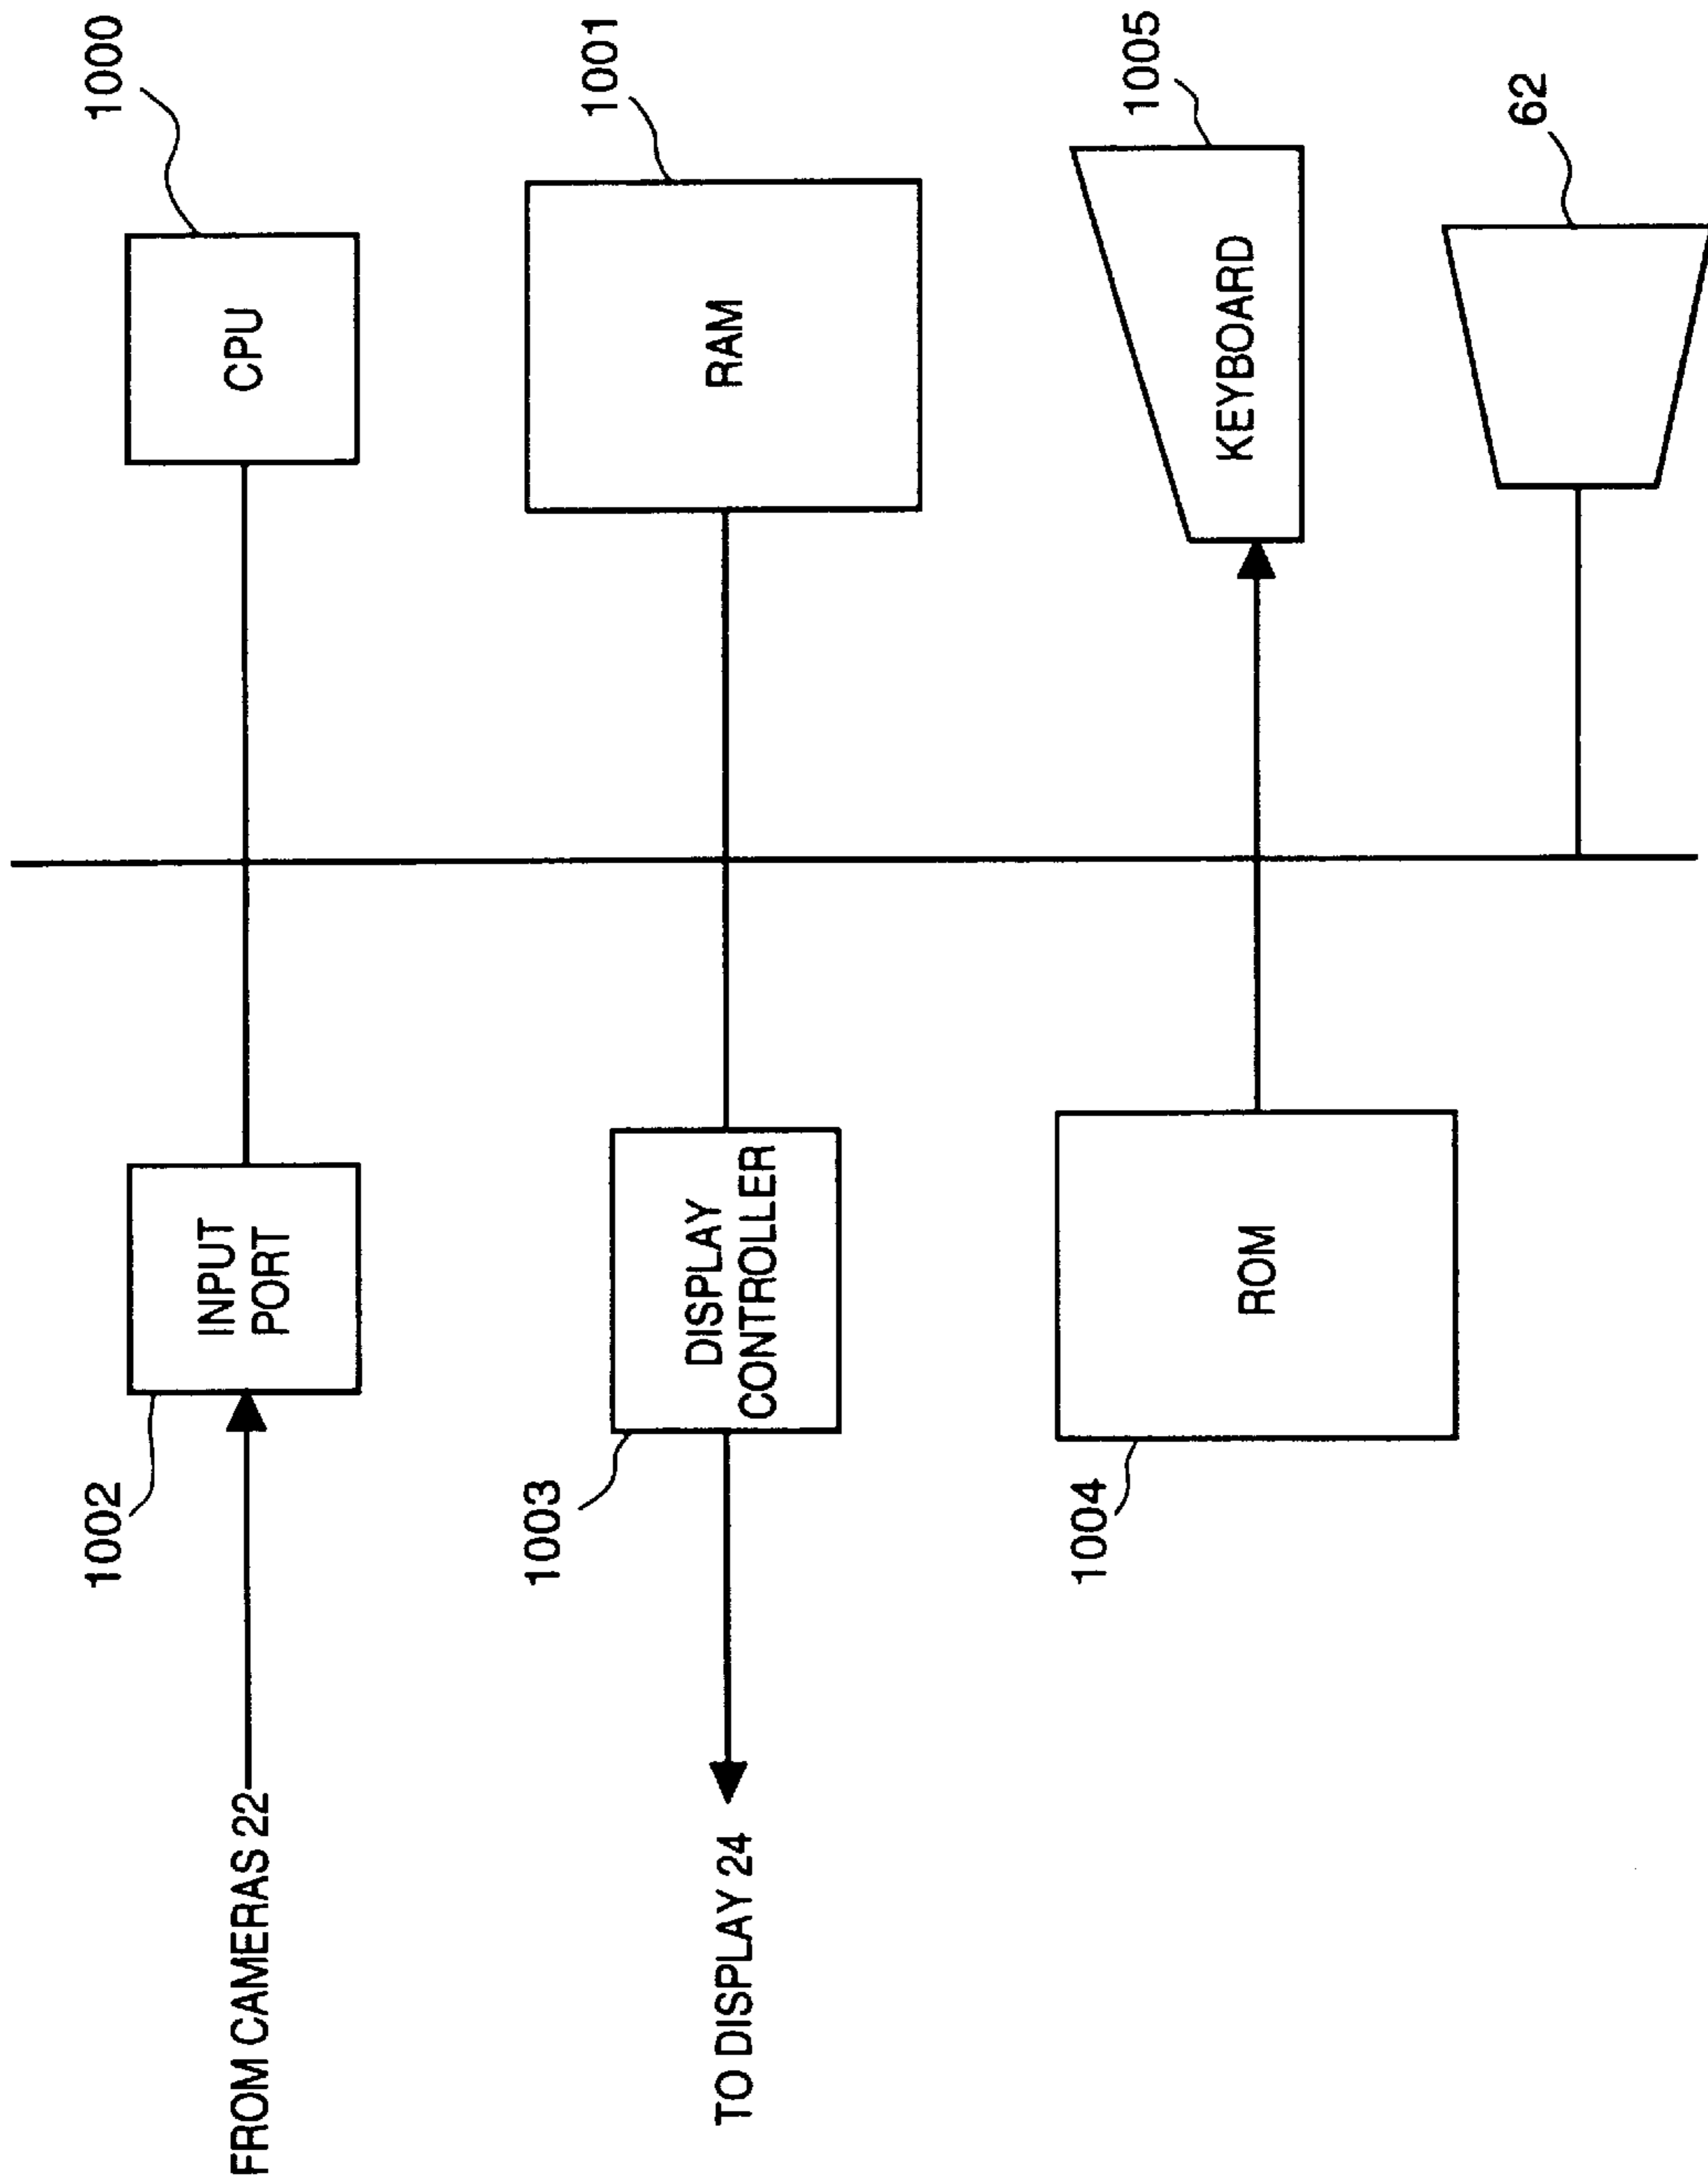 FROM CAMERAS 22
1002
INPUT
PORT
CPU
1000
TO DISPLAY 24
1003
DISPLAY
CONTROLLER
RAM
1001
1004
ROM
KEYBOARD
1005
62